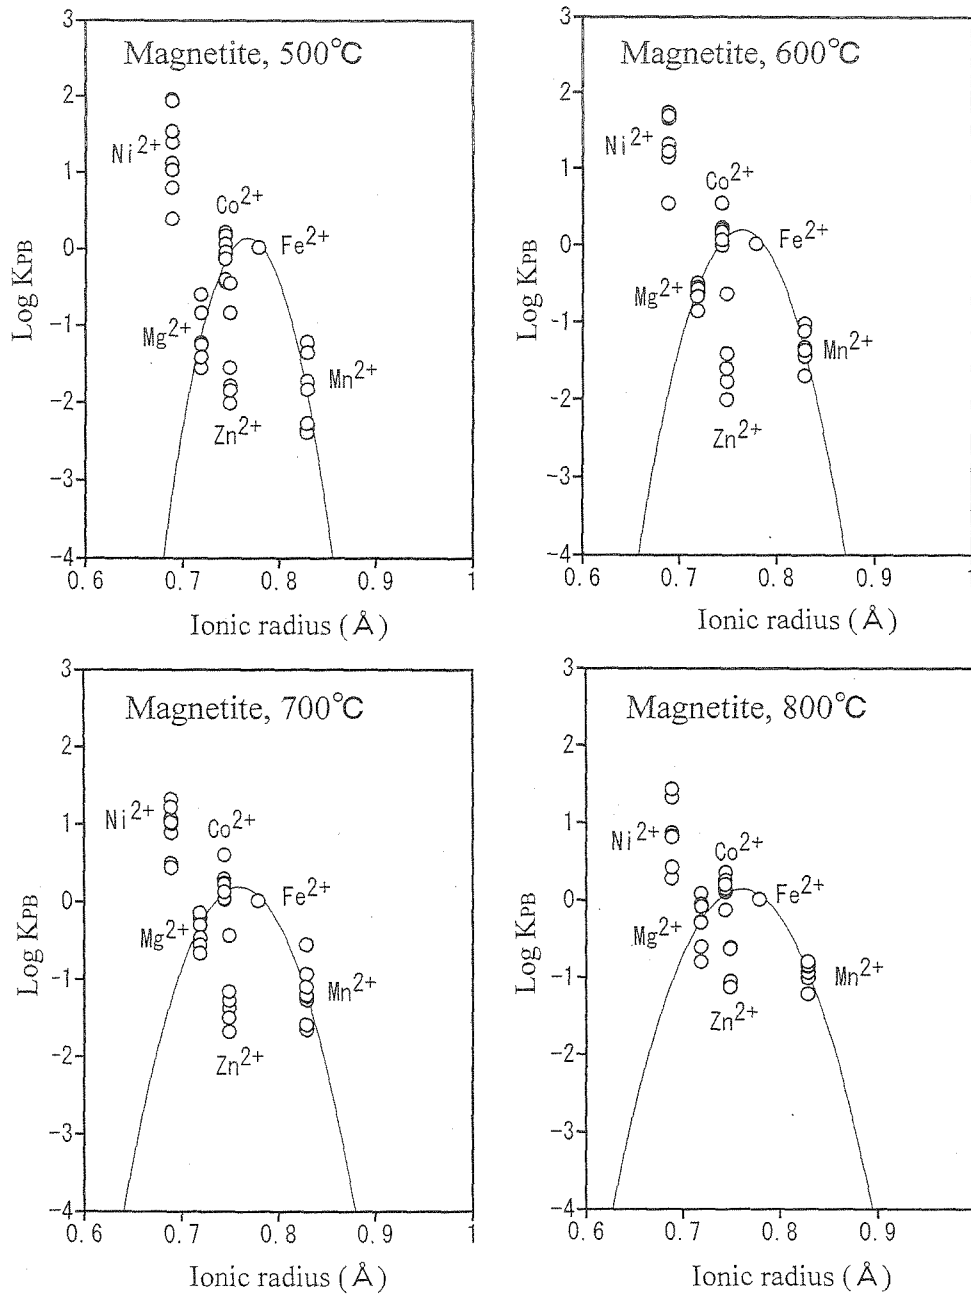 Magnetite, 500℃
3
2
1
0
-1
-2
-3
-4
Log KPB
Ni2+
Co2+
Fe2+
Mg2+
Mn2+
Zn2+
0.6 0.7 0.8 0.9 1
Ionic radius (Å)
Magnetite, 600℃
3
2
1
0
-1
-2
-3
-4
Log KPB
Ni2+
Co2+
Fe2+
Mg2+
Mn2+
Zn2+
0.6 0.7 0.8 0.9 1
Ionic radius (Å)
Magnetite, 700℃
3
2
1
0
-1
-2
-3
-4
Log KPB
Ni2+
Co2+
Fe2+
Mg2+
Mn2+
Zn2+
0.6 0.7 0.8 0.9 1
Ionic radius (Å)
Magnetite, 800℃
3
2
1
0
-1
-2
-3
-4
Log KPB
Ni2+
Co2+
Fe2+
Mg2+
Mn2+
Zn2+
0.6 0.7 0.8 0.9
Ionic radius (Å)